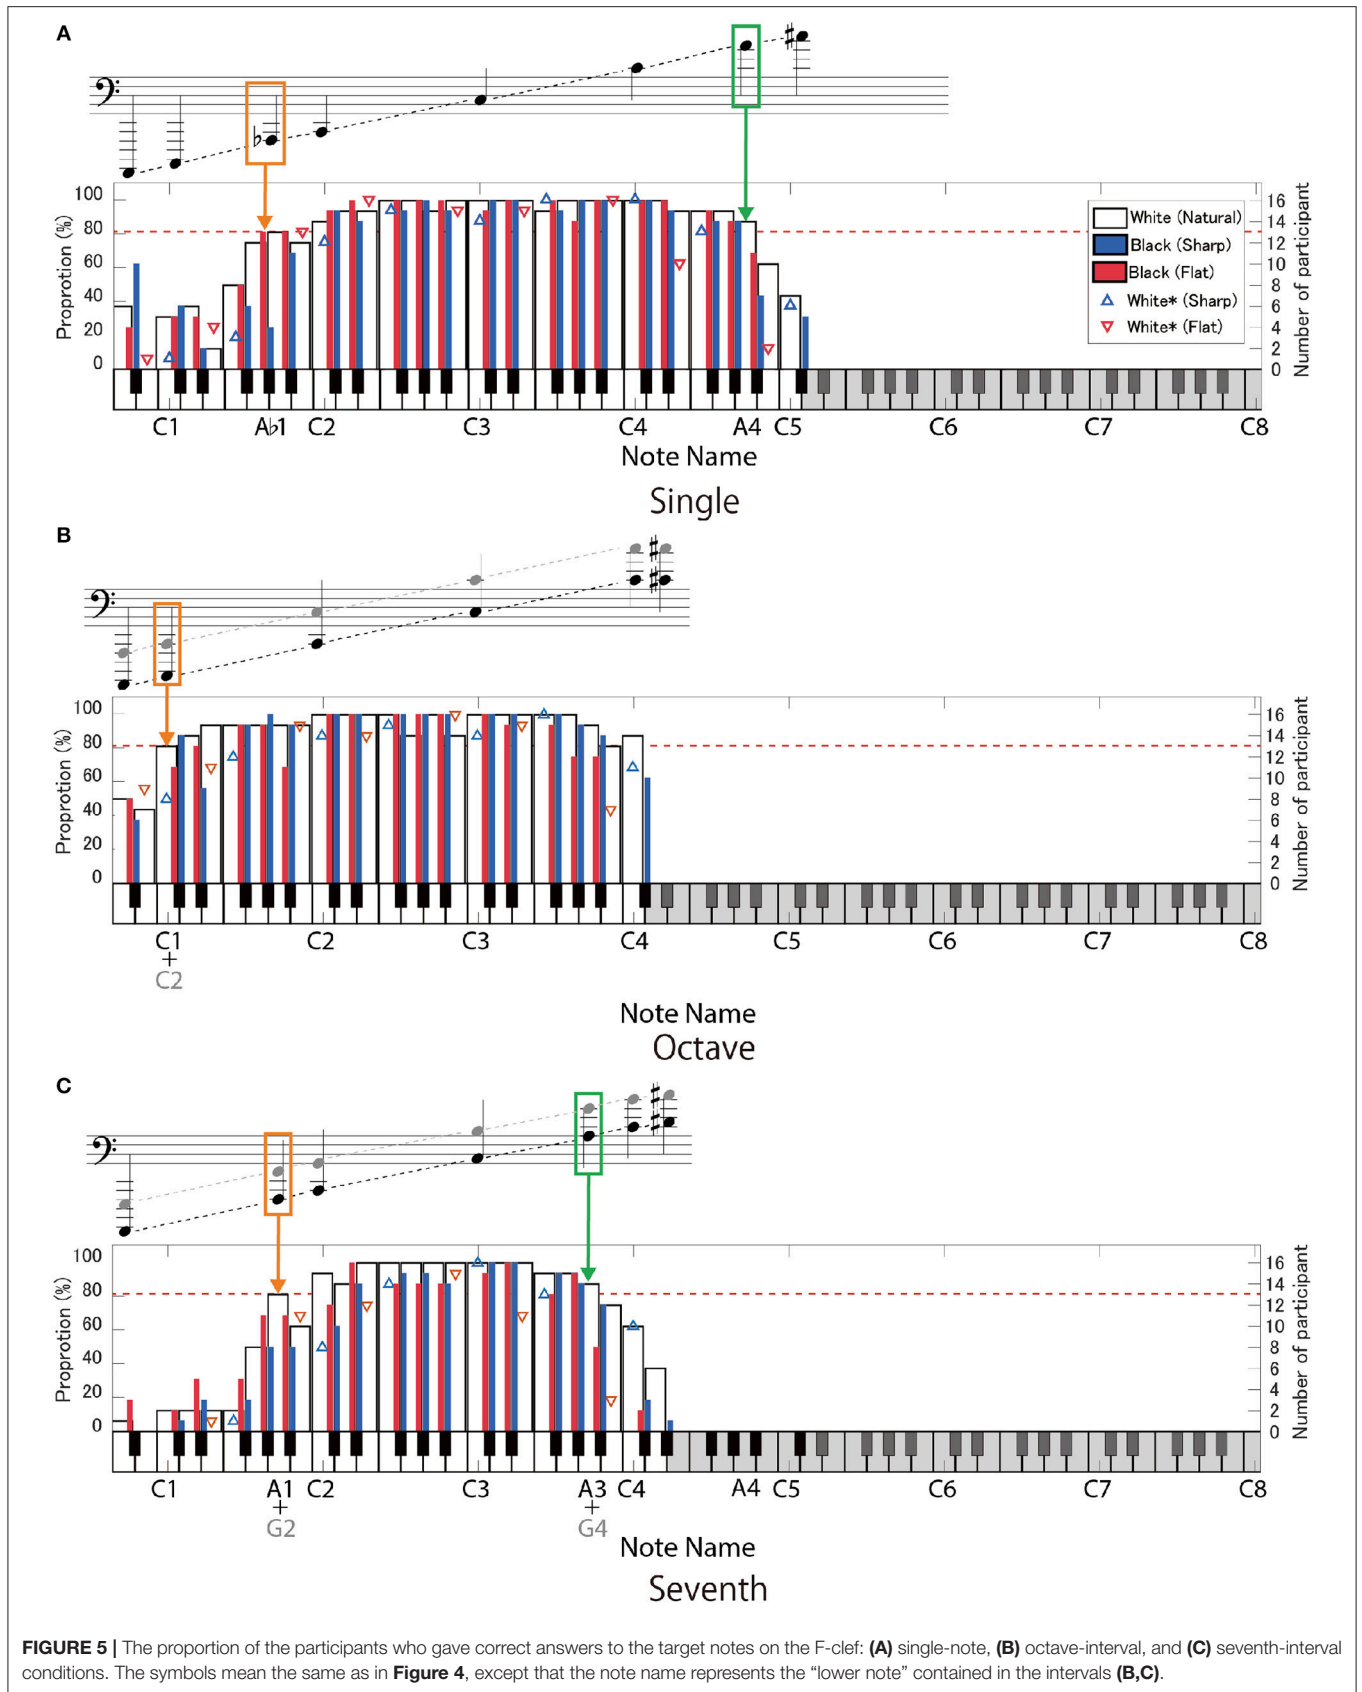 A
100
80
60
40
20
0
Proprotion (%)
16
14
12
10
8
6
4
2
0
Number of participant
White (Natural)
Black (Sharp)
Black (Flat)
White* (Sharp)
White* (Flat)
C1 A♭1 C2 C3 C4 A4 C5 C6 C7 C8
Note Name
Single
B
100
80
60
40
20
0
Proprotion (%)
16
14
12
10
8
6
4
2
0
Number of participant
C1 C2 C3 C4 C5 C6 C7 C8
+
C2
Note Name
Octave
C
100
80
60
40
20
0
Proprotion (%)
16
14
12
10
8
6
4
2
0
Number of participant
C1 A1 C2 C3 A3 C4 A4 C5 C6 C7 C8
+ +
G2 G4
Note Name
Seventh
FIGURE 5 | The proportion of the participants who gave correct answers to the target notes on the F-clef: (A) single-note, (B) octave-interval, and (C) seventh-interval
conditions. The symbols mean the same as in Figure 4, except that the note name represents the “lower note” contained in the intervals (B,C).